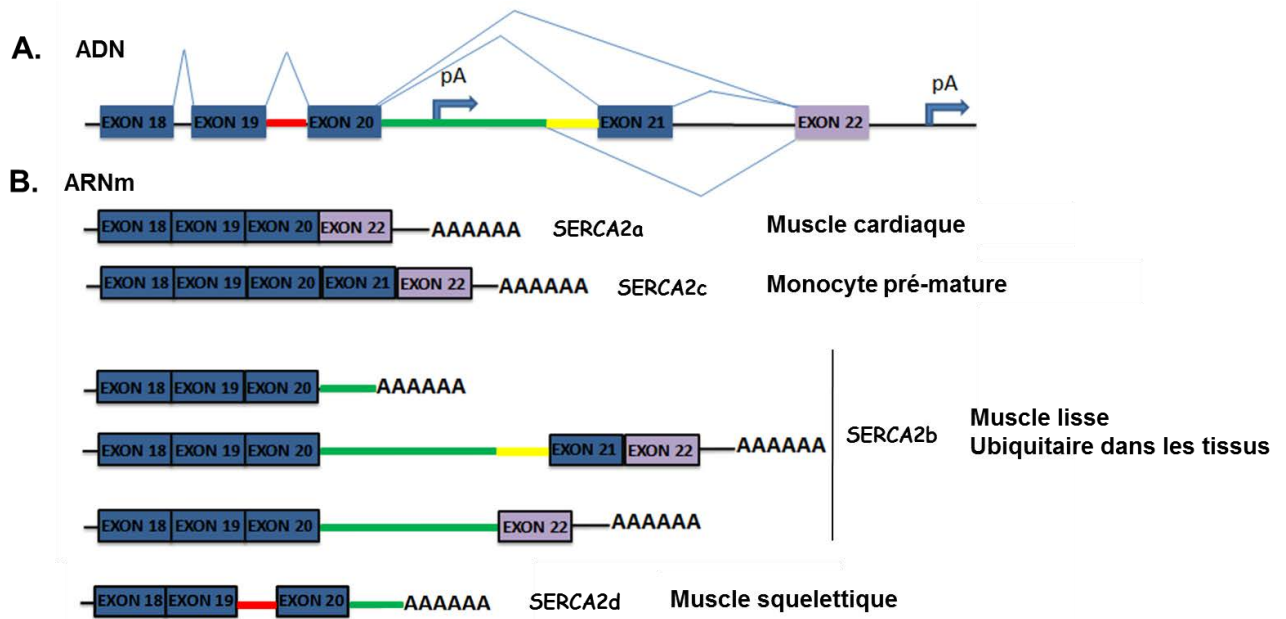 A. ADN
pA
pA
EXON 18 EXON 19 EXON 20 EXON 21 EXON 22
B. ARNm
EXON 18 EXON 19 EXON 20 EXON 22 AAAAAA SERCA2a Muscle cardiaque
EXON 18 EXON 19 EXON 20 EXON 21 EXON 22 AAAAAA SERCA2c Monocyte pré-mature
EXON 18 EXON 19 EXON 20 AAAAAA
EXON 18 EXON 19 EXON 20 EXON 21 EXON 22 AAAAAA SERCA2b Muscle lisse
Ubiquitaire dans les tissus
EXON 18 EXON 19 EXON 20 EXON 22 AAAAAA
EXON 18 EXON 19 EXON 20 AAAAAA SERCA2d Muscle squelettique